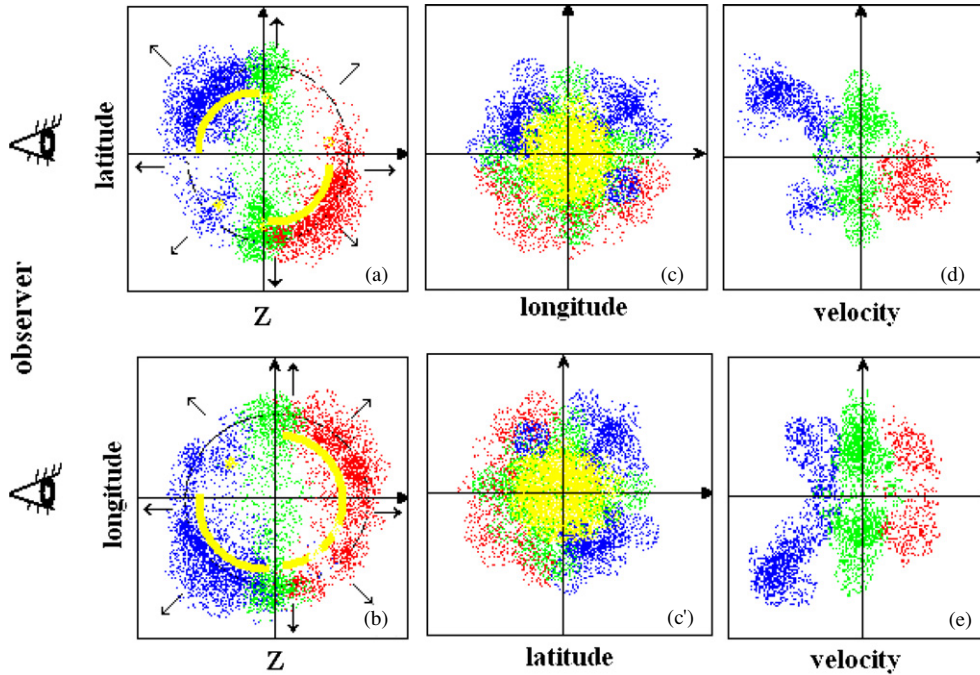 observer
latitude
(a)
Z
(c)
longitude
(d)
velocity
longitude
(b)
Z
(c')
latitude
(e)
velocity